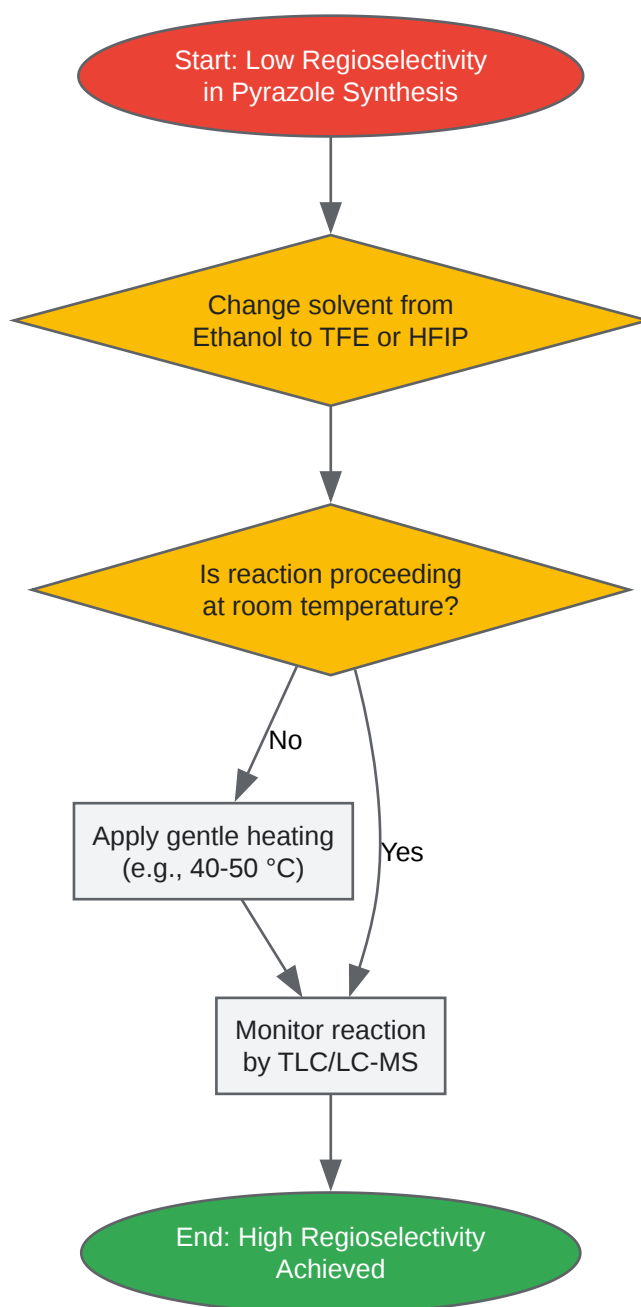 Start: Low Regioselectivity
in Pyrazole Synthesis
Change solvent from
Ethanol to TFE or HFIP
Is reaction proceeding
at room temperature?
No
Apply gentle heating
(e.g., 40-50 °C)
Yes
Monitor reaction
by TLC/LC-MS
End: High Regioselectivity
Achieved